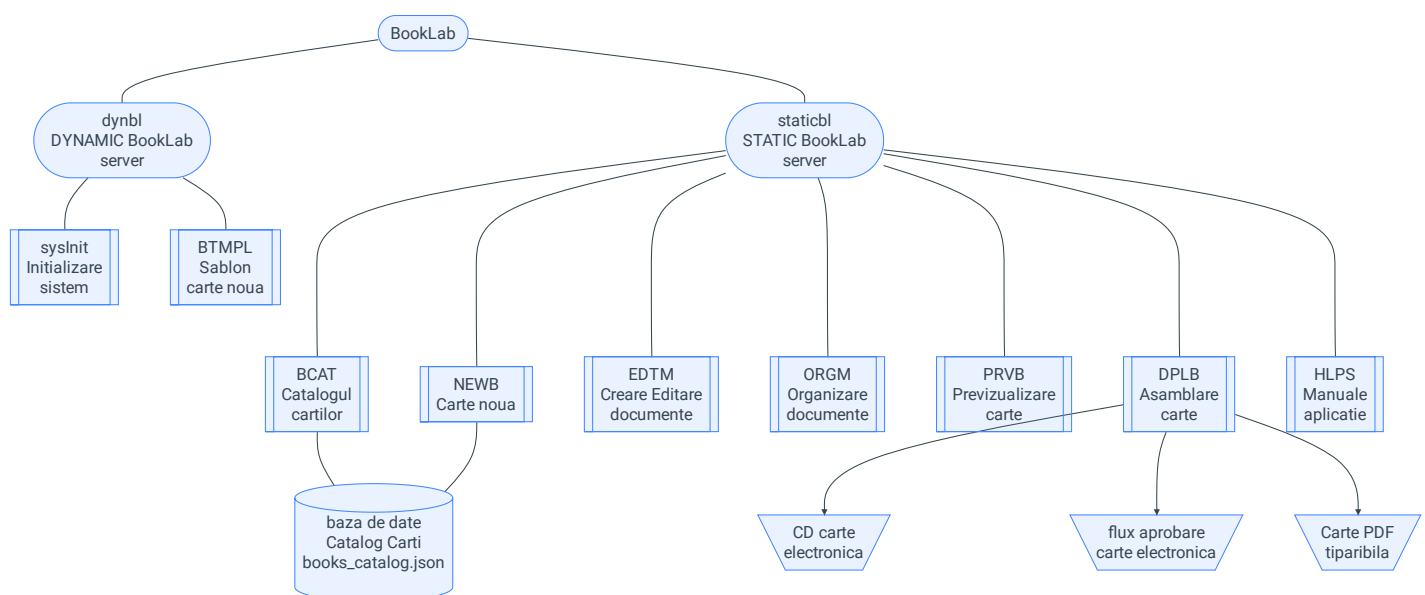 BookLab
dynbl
DYNAMIC BookLab
server
staticbl
STATIC BookLab
server
sysInit
Initializare
sistem
BTMPL
Sablon
carte noua
BCAT
Catalogul
cartilor
NEWB
Carte noua
EDTM
Creare Editare
documente
ORGM
Organizare
documente
PRVB
Previzualizare
carte
DPLB
Asamblare
carte
HLPS
Manuale
aplicatie
baza de date
Catalog Carti
books_catalog.json
CD carte
electronica
flux aprobare
carte electronica
Carte PDF
tiparibila